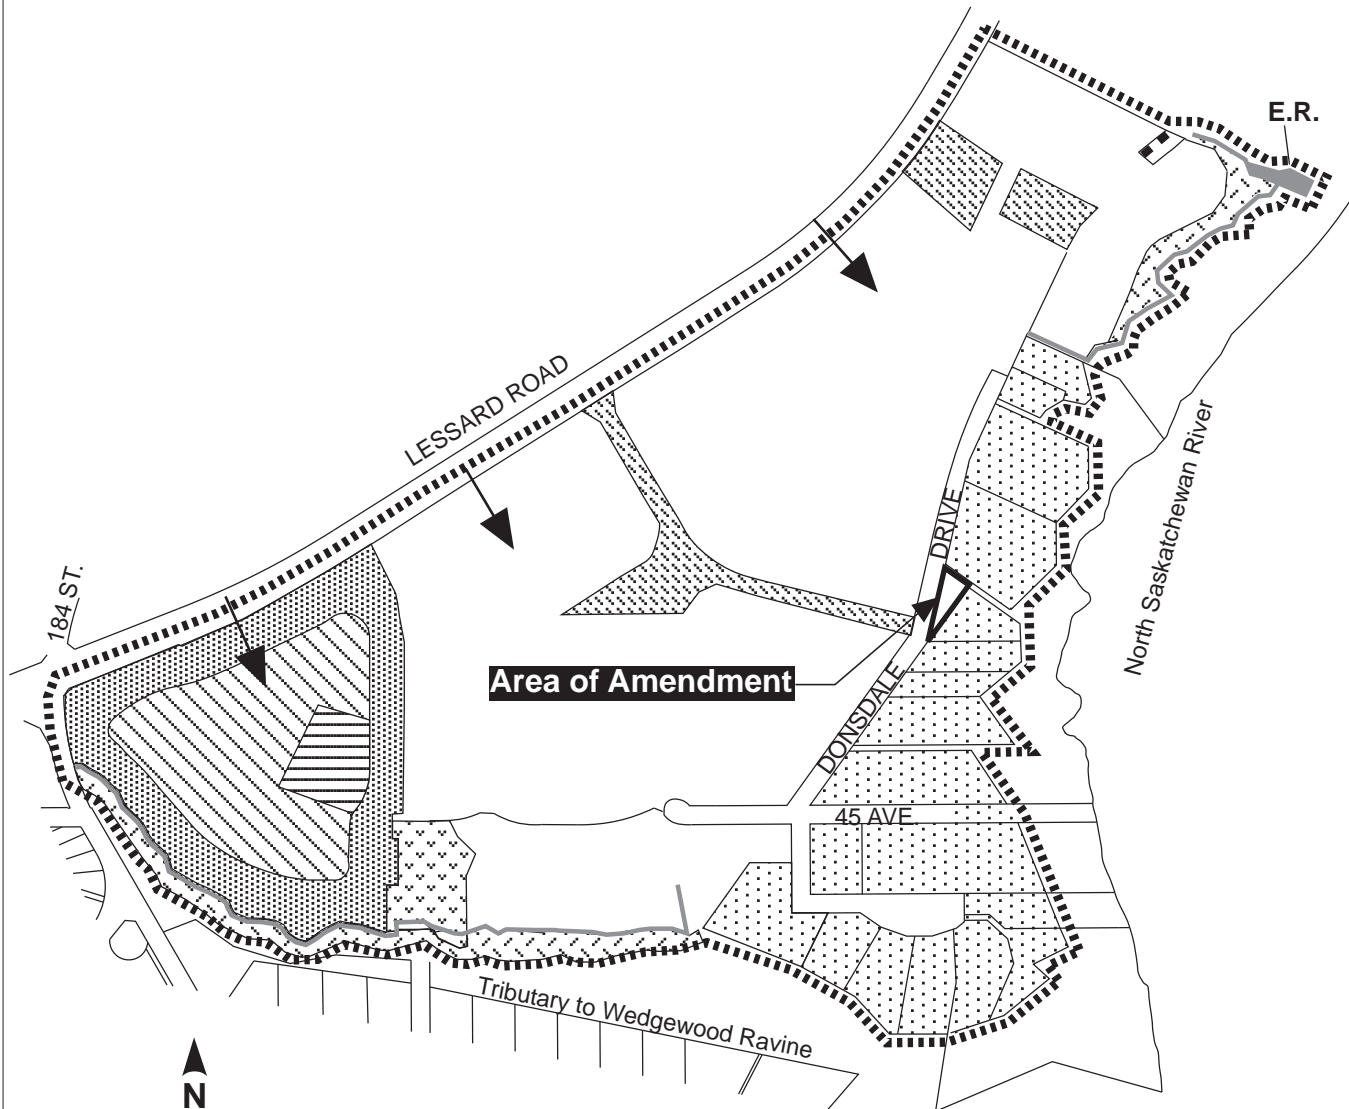 E.R.
LESSARD ROAD
North Saskatchewan River
DONSDALE DRIVE
184 ST.
Area of Amendment
45 AVE.
Tributary to Wedgewood Ravine
N